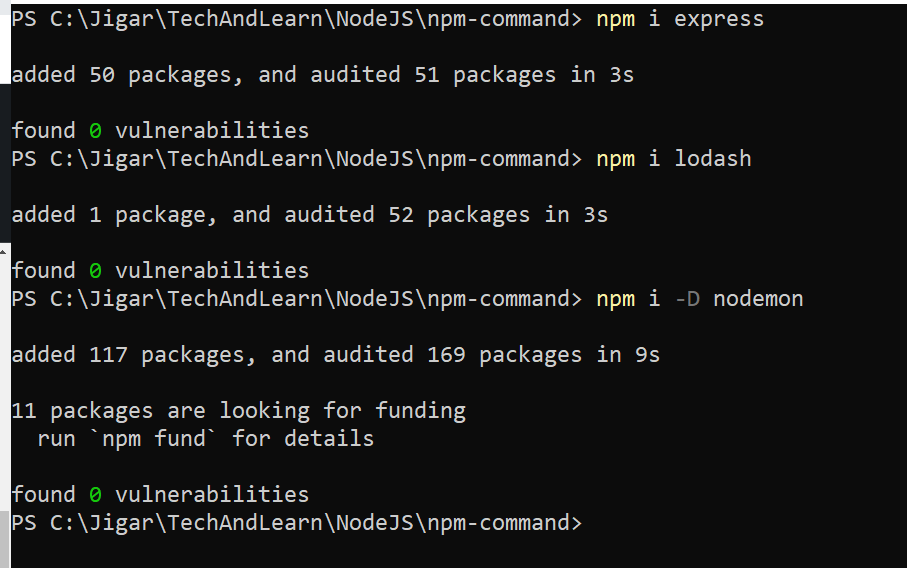 PS C:\Jigar\TechAndLearn\NodeJS\npm-command> npm i express
added 50 packages, and audited 51 packages in 3s
found 0 vulnerabilities
PS C:\Jigar\TechAndLearn\NodeJS\npm-command> npm i lodash
added 1 package, and audited 52 packages in 3s
found 0 vulnerabilities
PS C:\Jigar\TechAndLearn\NodeJS\npm-command> npm i -D nodemon
added 117 packages, and audited 169 packages in 9s
11 packages are looking for funding
  run `npm fund` for details
found 0 vulnerabilities
PS C:\Jigar\TechAndLearn\NodeJS\npm-command>